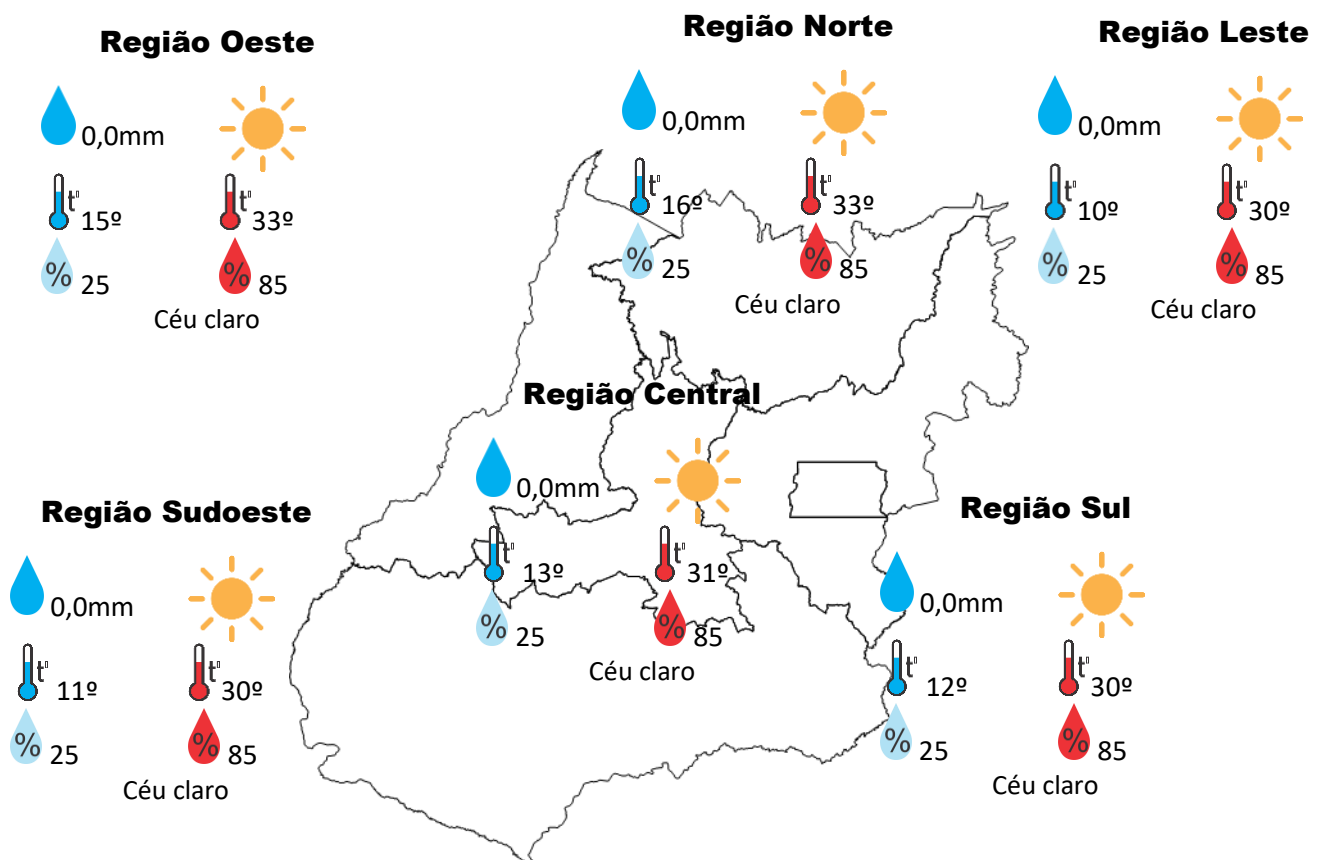 Região Oeste
0,0mm
t°
15º
t°
33º
%
25
%
85
Céu claro
Região Norte
0,0mm
t°
16º
t°
33º
%
25
%
85
Céu claro
Região Leste
0,0mm
t°
10º
t°
30º
%
25
%
85
Céu claro
Região Central
0,0mm
t°
13º
t°
31º
%
25
%
85
Céu claro
Região Sudoeste
0,0mm
t°
11º
t°
30º
%
25
%
85
Céu claro
Região Sul
0,0mm
t°
12º
t°
30º
%
25
%
85
Céu claro